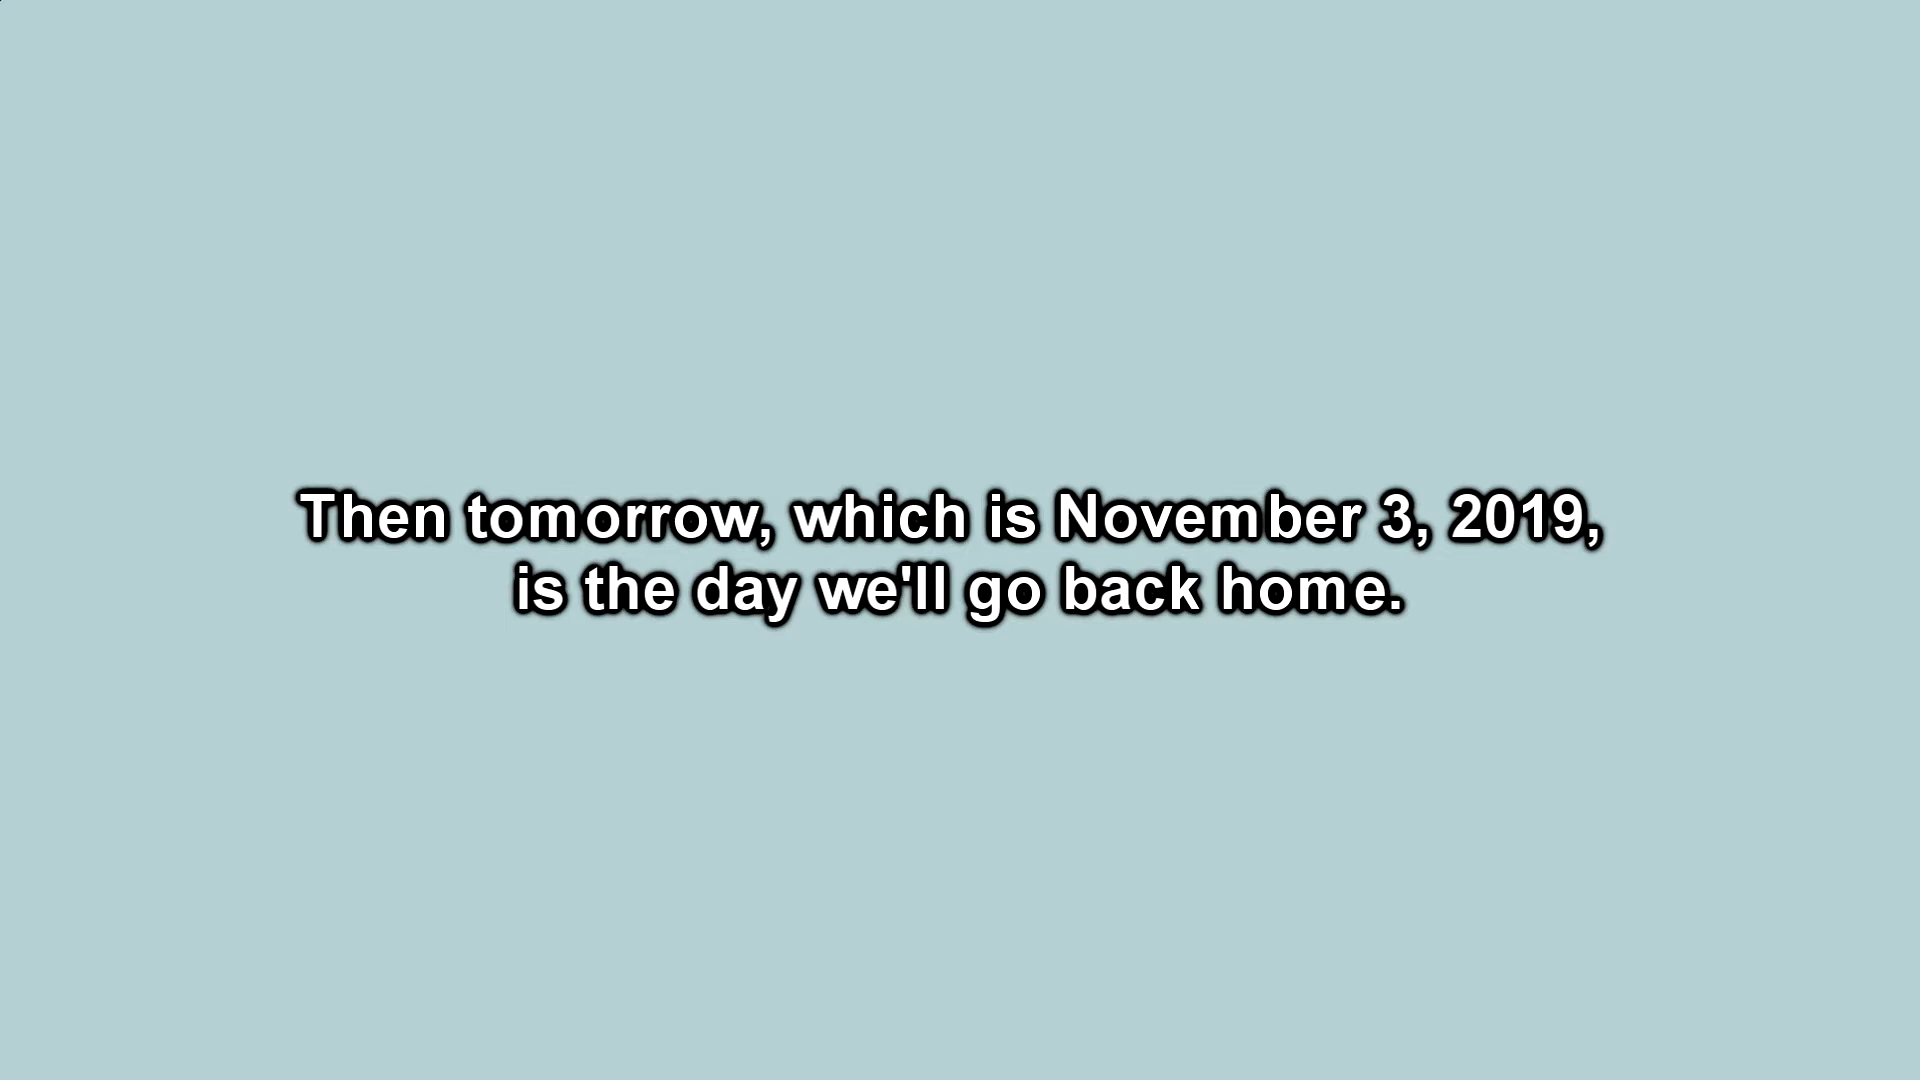 Then tomorrow, which is November 3, 2019,
is the day we'll go back home.